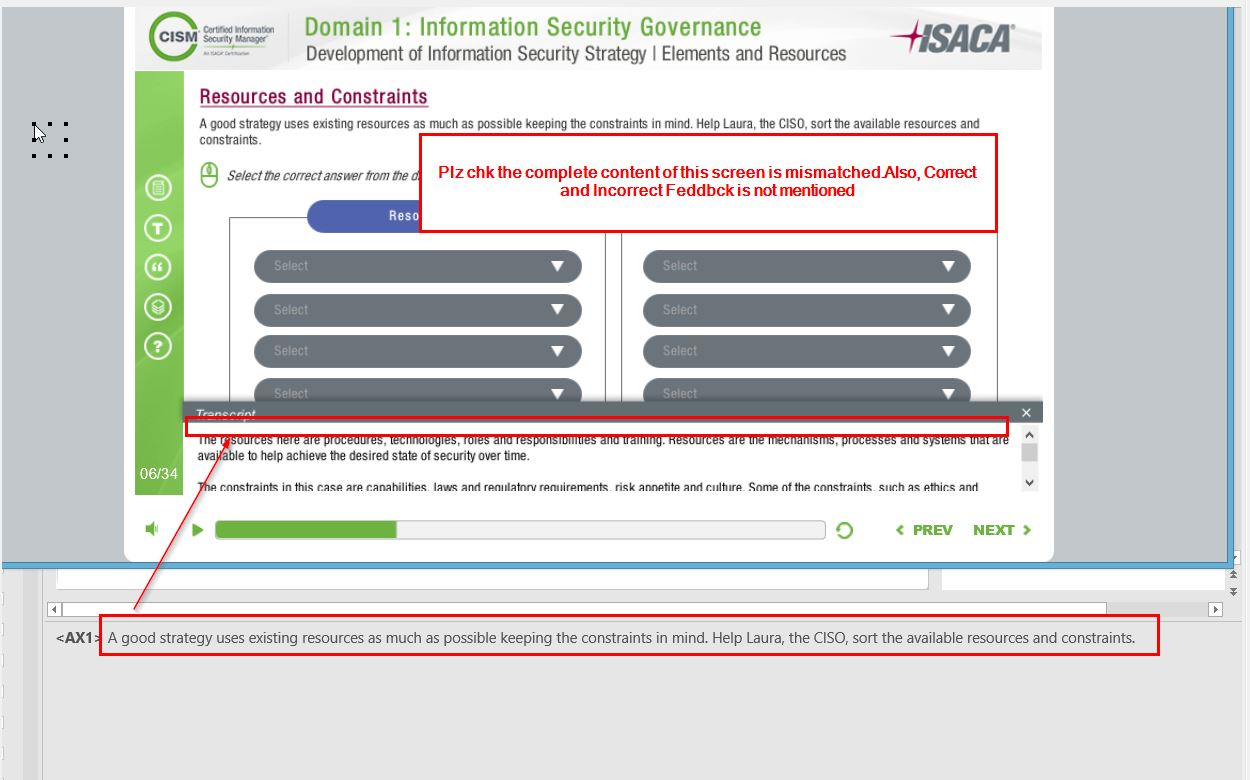 CISM
Certified Information
Security Manager
An ISACA Certification
Domain 1: Information Security Governance
Development of Information Security Strategy | Elements and Resources
ISACA
Resources and Constraints
A good strategy uses existing resources as much as possible keeping the constraints in mind. Help Laura, the CISO, sort the available resources and
constraints.
Select the correct answer from the d
Plz chk the complete content of this screen is mismatched.Also, Correct
and Incorrect Feddbck is not mentioned
Reso
Select Select
Select Select
Select Select
Select Select
Transcript
The resources here are procedures, technologies, roles and responsibilities and training. Resources are the mechanisms, processes and systems that are
available to help achieve the desired state of security over time.
The constraints in this case are capabilities, laws and regulatory requirements, risk appetite and culture. Some of the constraints, such as ethics and
06/34
PREV NEXT
<AX1> A good strategy uses existing resources as much as possible keeping the constraints in mind. Help Laura, the CISO, sort the available resources and constraints.